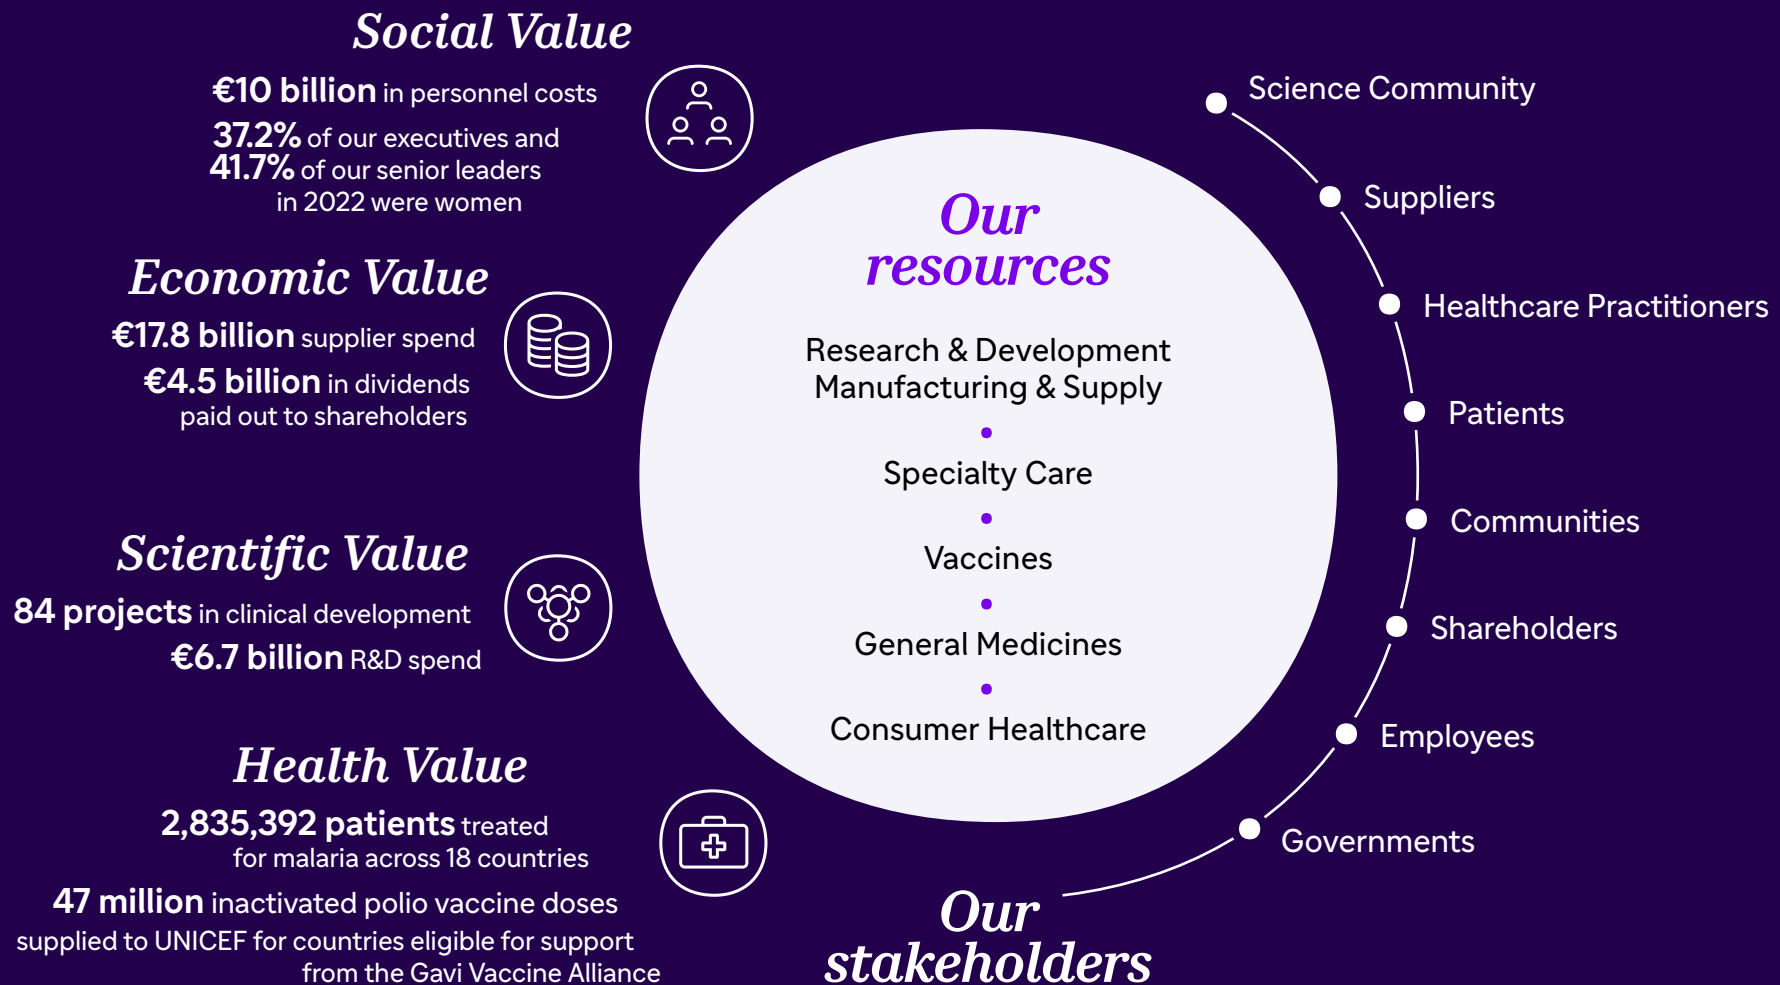 Social Value
€10 billion in personnel costs
37.2% of our executives and
41.7% of our senior leaders
in 2022 were women
Economic Value
€17.8 billion supplier spend
€4.5 billion in dividends
paid out to shareholders
Scientific Value
84 projects in clinical development
€6.7 billion R&D spend
Health Value
2,835,392 patients treated
for malaria across 18 countries
47 million inactivated polio vaccine doses
supplied to UNICEF for countries eligible for support
from the Gavi Vaccine Alliance
Our
resources
Research & Development
Manufacturing & Supply
Specialty Care
Vaccines
General Medicines
Consumer Healthcare
Science Community
Suppliers
Healthcare Practitioners
Patients
Communities
Shareholders
Employees
Governments
Our
stakeholders